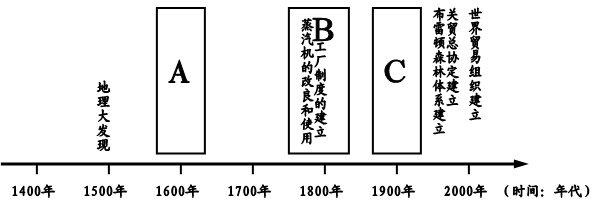 地理大发现
A
B
蒸汽机的改良和使用
工厂制度的建立
C
布雷顿森林体系建立
关贸总协定建立
世界贸易组织建立
1400年 1500年 1600年 1700年 1800年 1900年 2000年 (时间：年代)